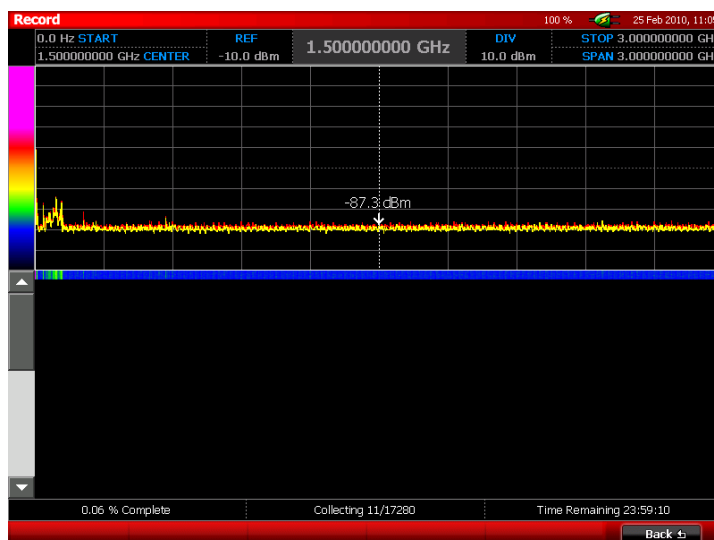 Record 100 % 25 Feb 2010, 11:05
0.0 Hz START REF 1.500000000 GHz DIV STOP 3.000000000 GH
1.500000000 GHz CENTER -10.0 dBm 10.0 dBm SPAN 3.000000000 GH
-87.3 dBm
0.06 % Complete Collecting 11/17280 Time Remaining 23:59:10
Back